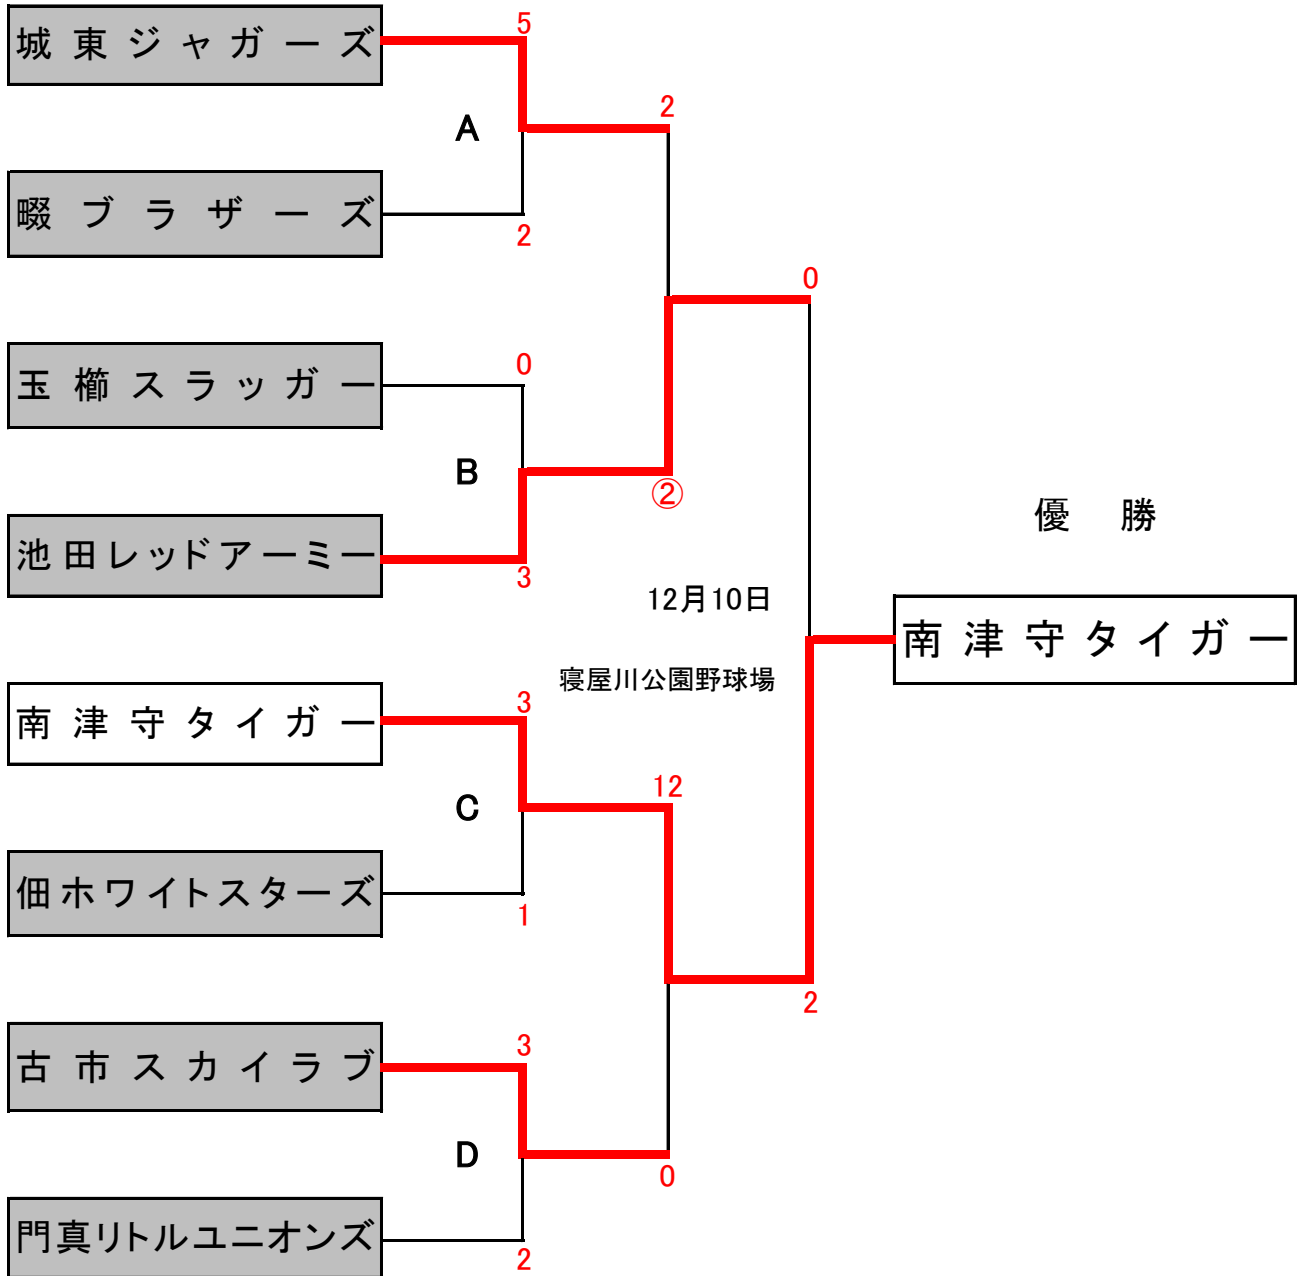 城東ジャガーズ
5
A
2
畷ブラザーズ
2
0
玉櫛スラッガー
0
B
②
池田レッドアーミー
3
優勝
12月10日
南津守タイガー
寝屋川公園野球場
南津守タイガー
3
12
C
佃ホワイトスターズ
1
2
古市スカイラブ
3
D
0
門真リトルユニオンズ
2